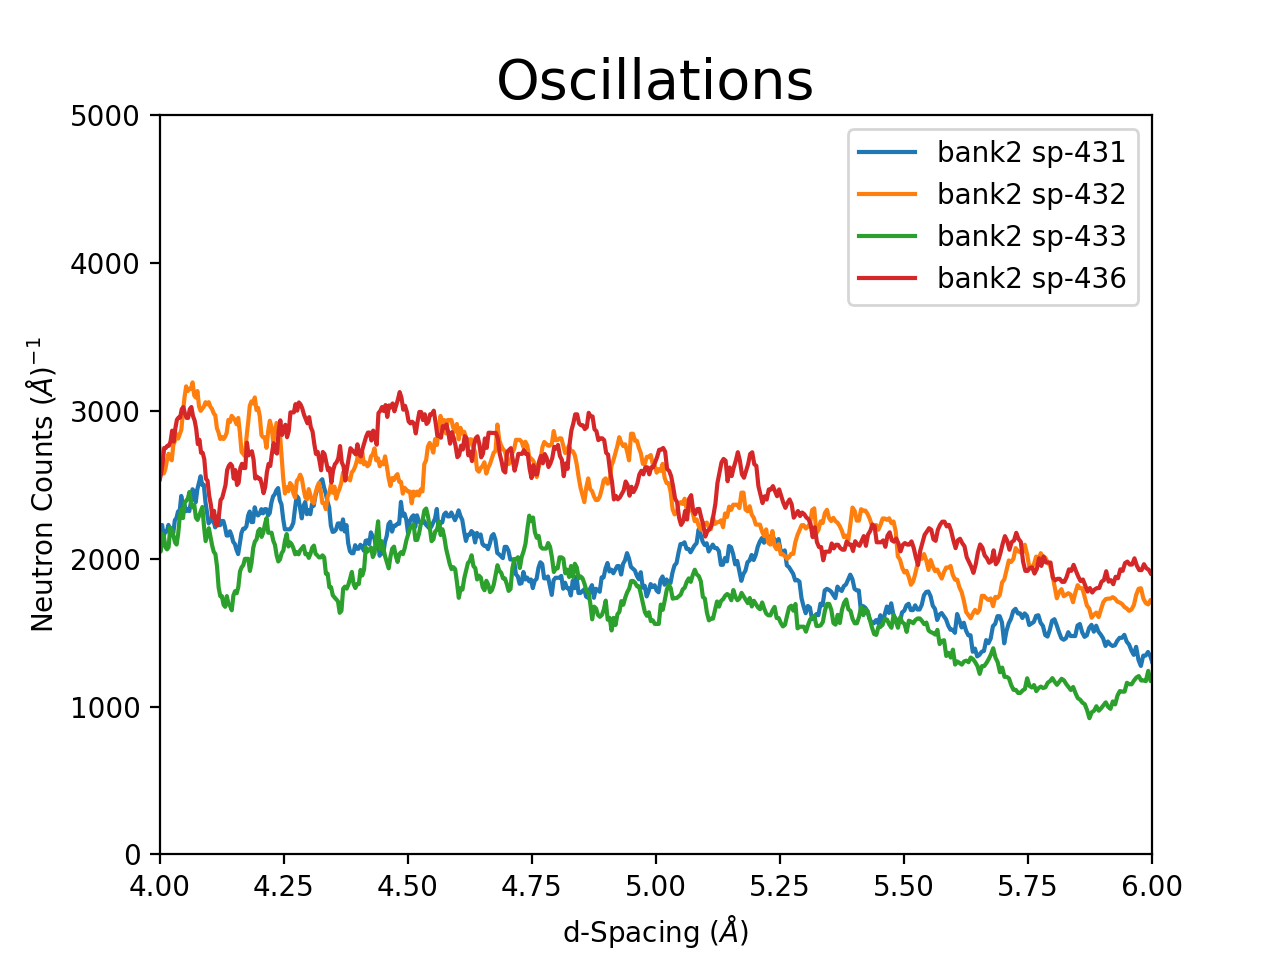 Oscillations
5000
4000
3000
2000
1000
0
Neutron Counts (Å)⁻¹
bank2 sp-431
bank2 sp-432
bank2 sp-433
bank2 sp-436
4.00 4.25 4.50 4.75 5.00 5.25 5.50 5.75 6.00
d-Spacing (Å)